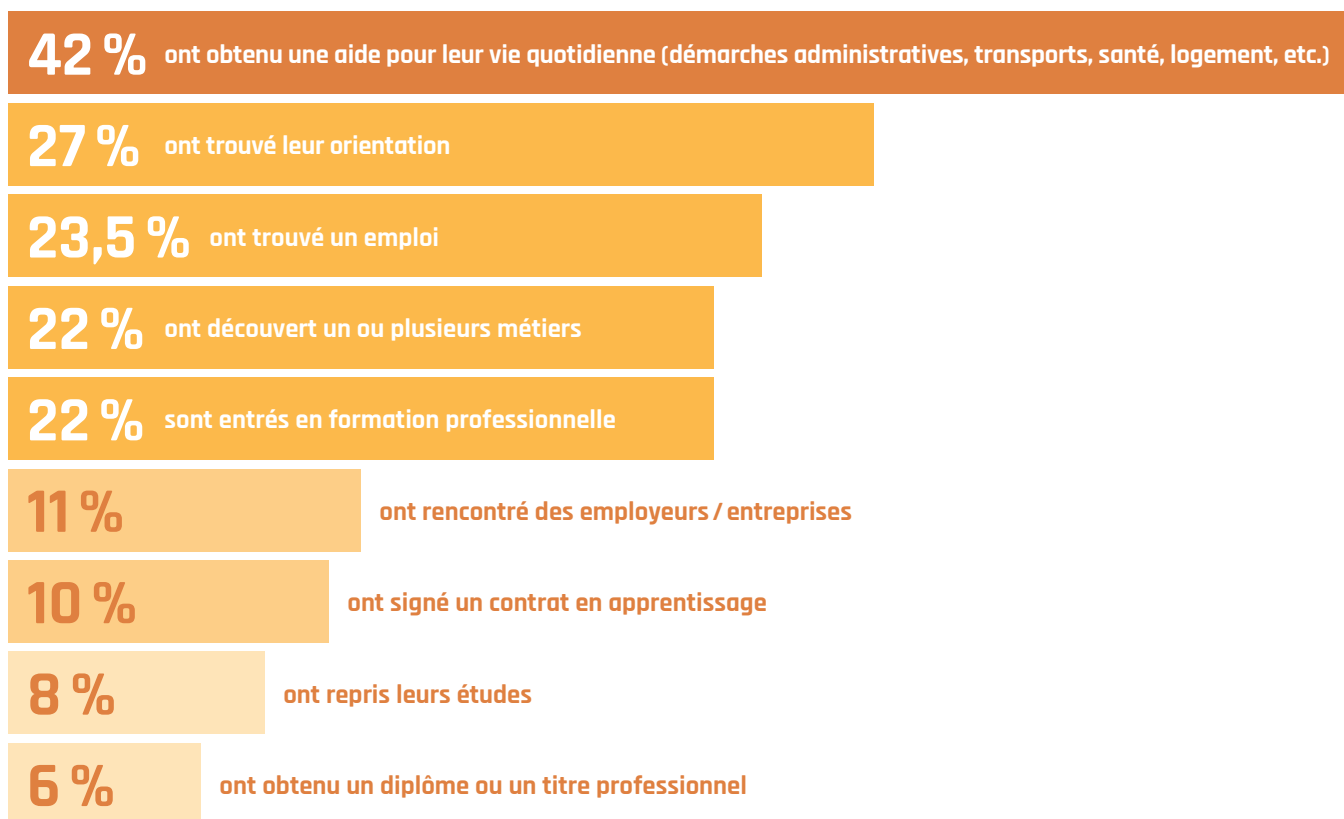 42 % ont obtenu une aide pour leur vie quotidienne (démarches administratives, transports, santé, logement, etc.)
27 % ont trouvé leur orientation
23,5 % ont trouvé un emploi
22 % ont découvert un ou plusieurs métiers
22 % sont entrés en formation professionnelle
11 % ont rencontré des employeurs / entreprises
10 % ont signé un contrat en apprentissage
8 % ont repris leurs études
6 % ont obtenu un diplôme ou un titre professionnel